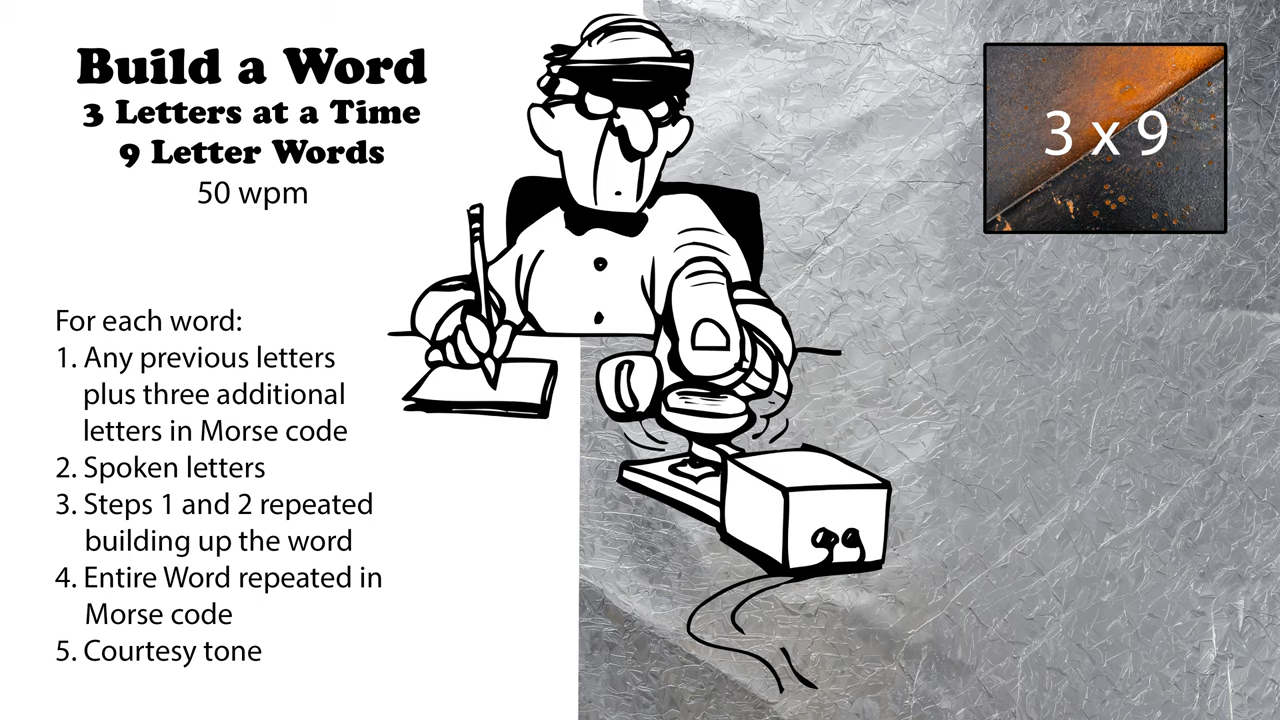 Build a Word
3 Letters at a Time
9 Letter Words
50 wpm
3 x 9
For each word:
1. Any previous letters
plus three additional
letters in Morse code
2. Spoken letters
3. Steps 1 and 2 repeated
building up the word
4. Entire Word repeated in
Morse code
5. Courtesy tone